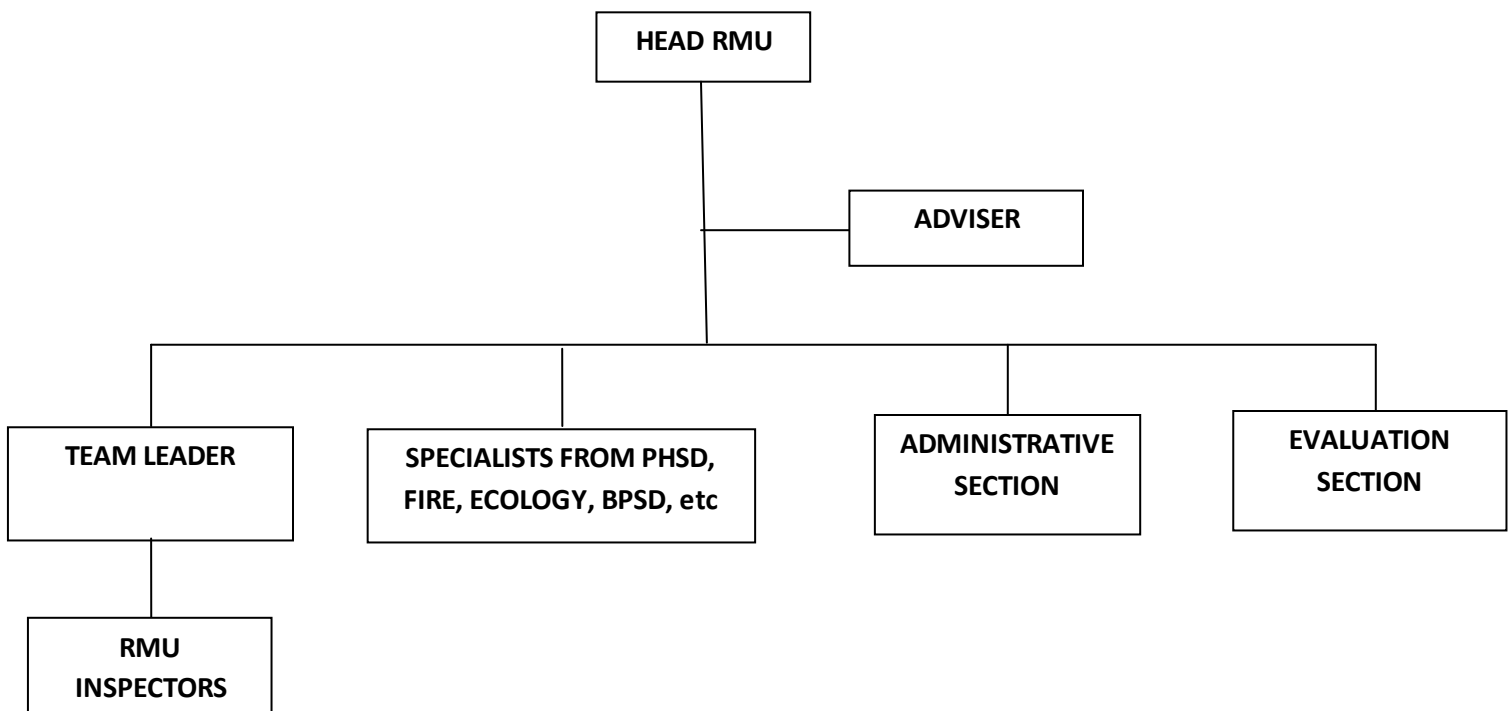 HEAD RMU
ADVISER
TEAM LEADER
SPECIALISTS FROM PHSD,
FIRE, ECOLOGY, BPSD, etc
ADMINISTRATIVE
SECTION
EVALUATION
SECTION
RMU
INSPECTORS